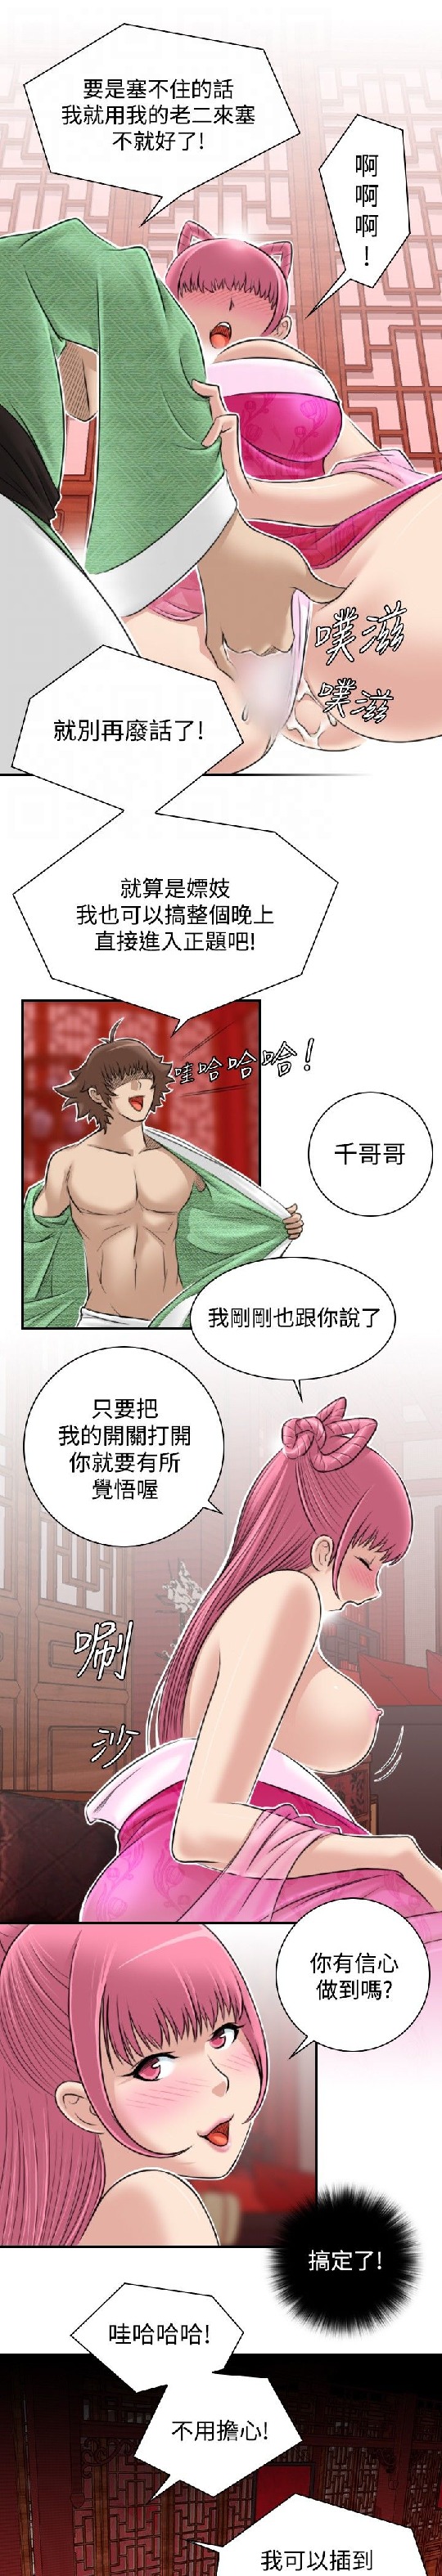 要是塞不住的話
我就用我的老二來塞
不就好了!
啊
啊
啊
!
噗滋
噗滋
就別再廢話了!
就算是嫖妓
我也可以搞整個晚上
直接進入正題吧!
哇哈哈哈!
千哥哥
我剛剛也跟你說了
只要把
我的開關打開
你就要有所
覺悟喔
唰
沙
你有信心
做到嗎?
搞定了!
哇哈哈哈!
不用擔心!
我可以插到